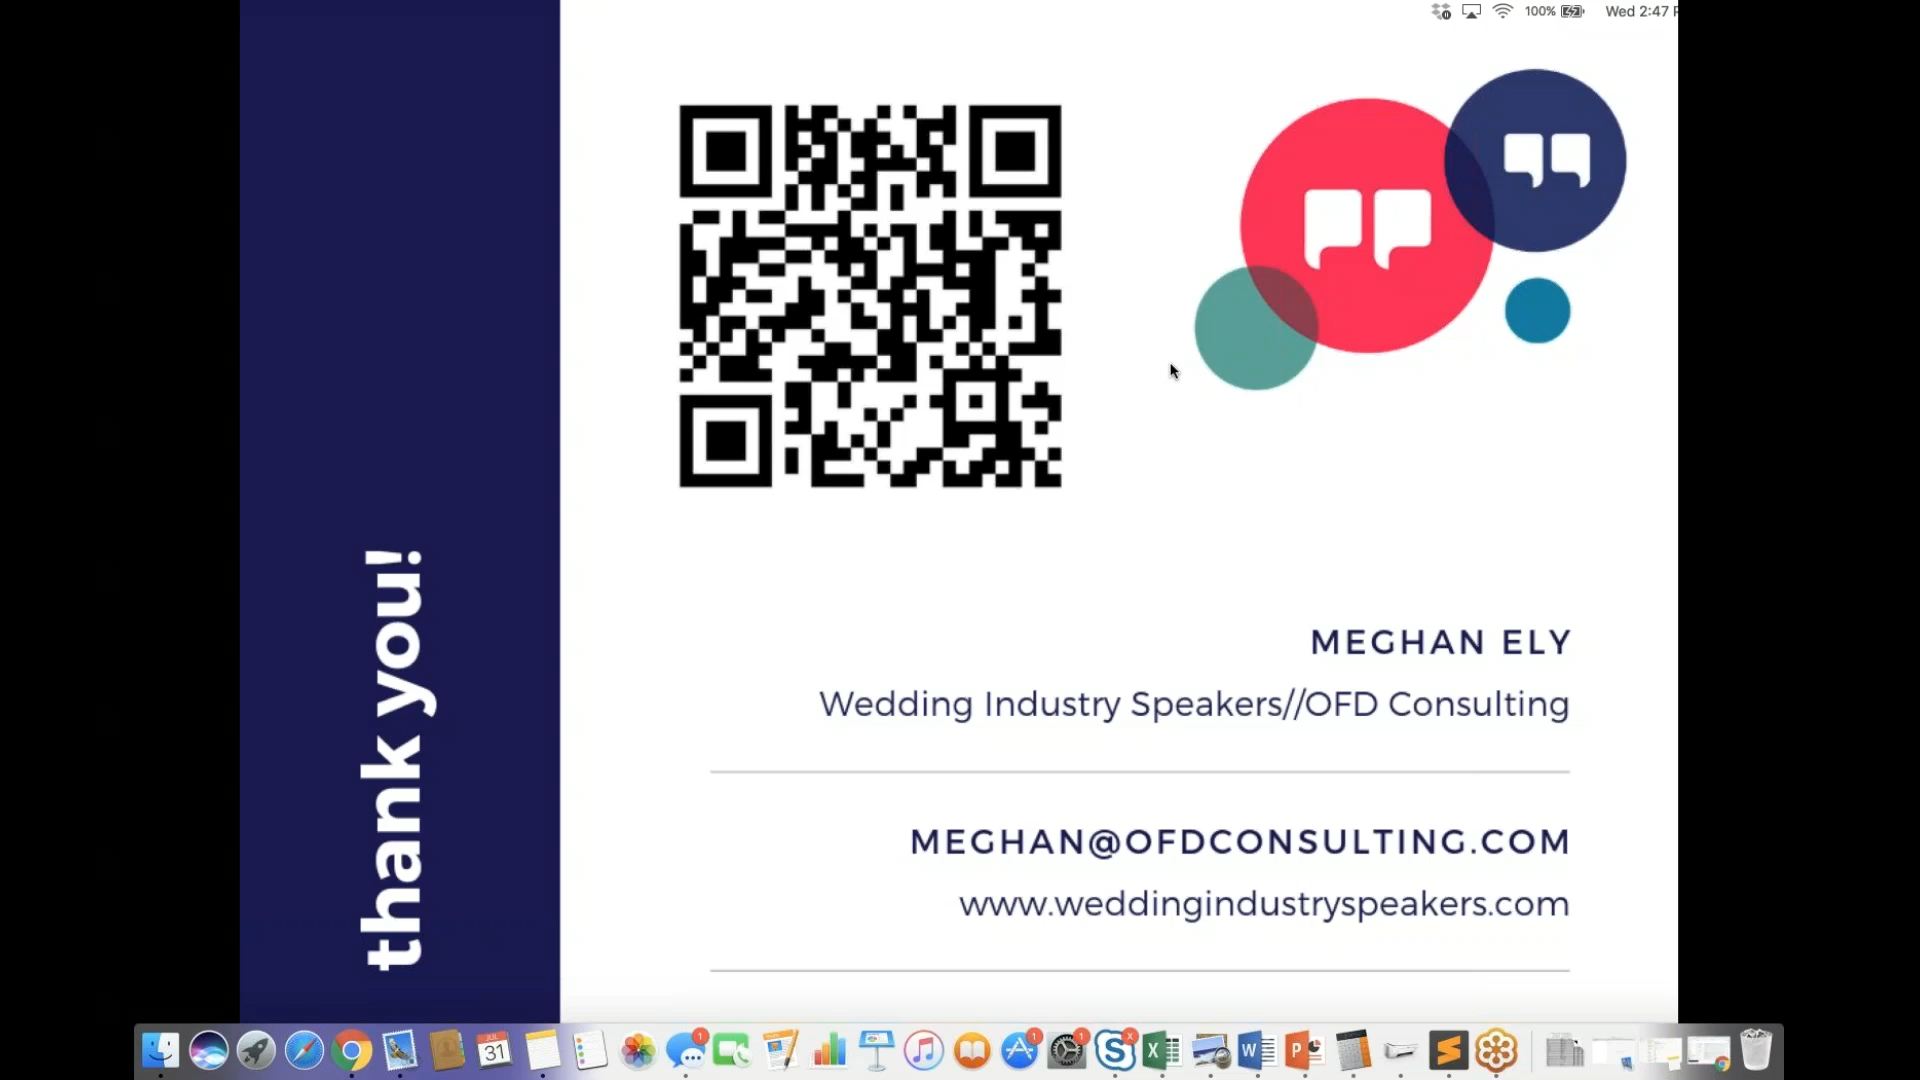 100% Wed 2:47
thank you!
MEGHAN ELY
Wedding Industry Speakers//OFD Consulting
MEGHAN@OFDCONSULTING.COM
www.weddingindustryspeakers.com
JUL
31